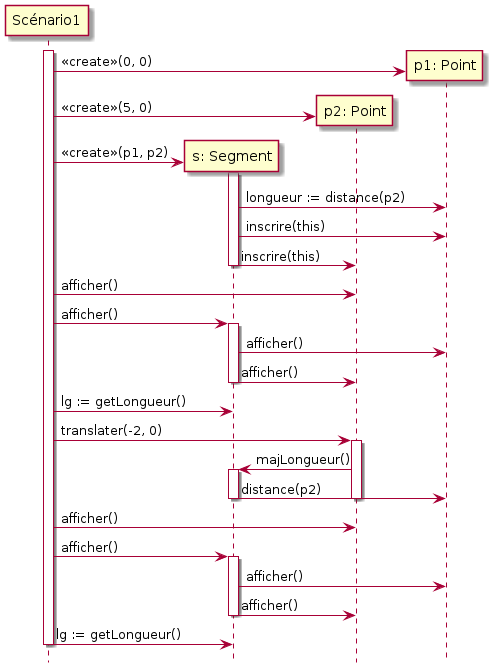 Scénario1
«create»(0, 0)
p1: Point
«create»(5, 0)
p2: Point
«create»(p1, p2)
s: Segment
longueur := distance(p2)
inscrire(this)
inscrire(this)
afficher()
afficher()
afficher()
afficher()
lg := getLongueur()
translater(-2, 0)
majLongueur()
distance(p2)
afficher()
afficher()
afficher()
afficher()
lg := getLongueur()